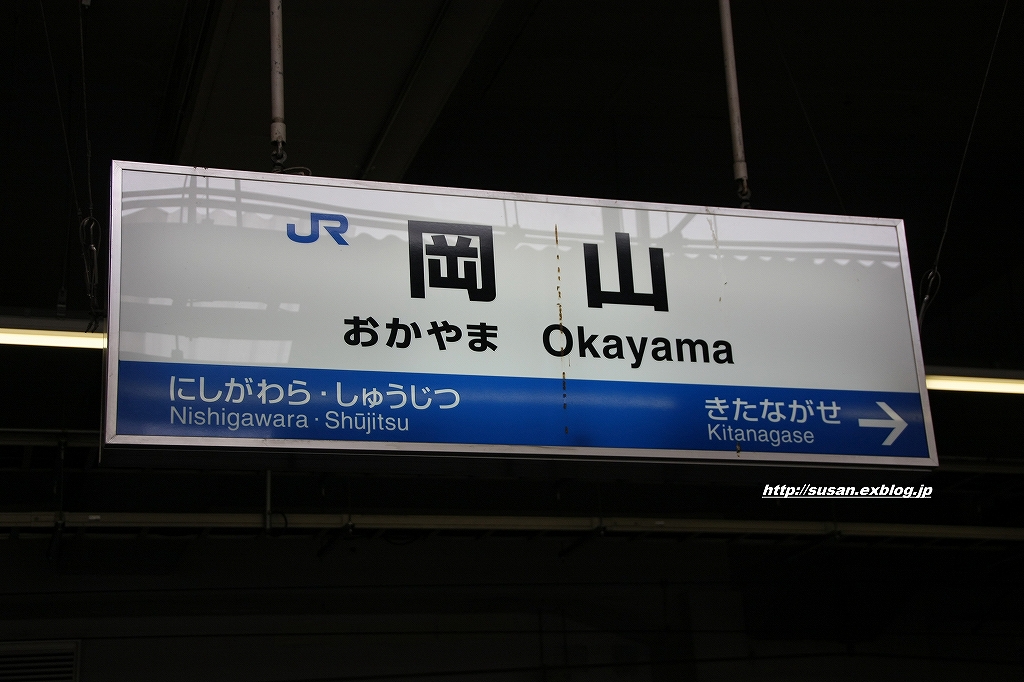 JR 岡山
おかやま Okayama
にしがわら・しゅうじつ
Nishigawara・Shūjitsu
きたながせ
Kitanagase
http://susan.exblog.jp